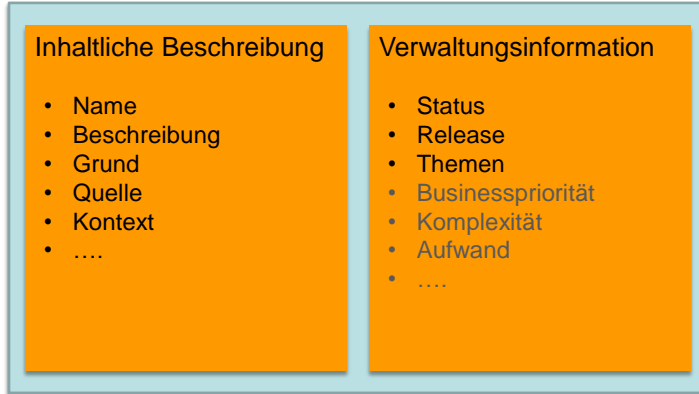 Inhaltliche Beschreibung
• Name
• Beschreibung
• Grund
• Quelle
• Kontext
• ….
Verwaltungsinformation
• Status
• Release
• Themen
• Businesspriorität
• Komplexität
• Aufwand
• ….